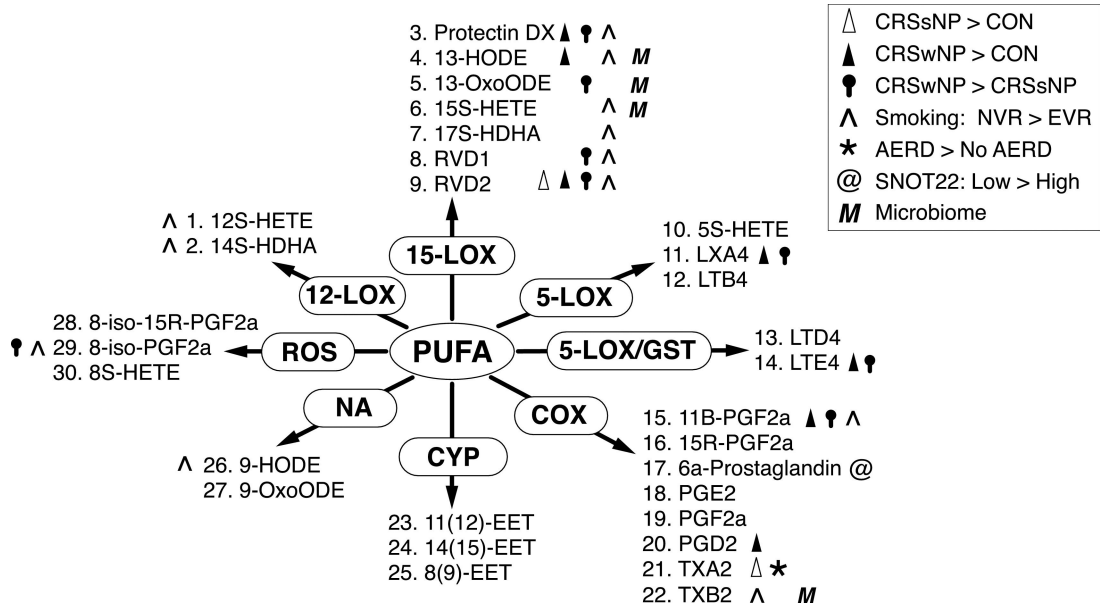 3. Protectin DX ʌ
4. 13-HODE ʌ M
5. 13-OxoODE M
6. 15S-HETE ʌ M
7. 17S-HDHA ʌ
8. RVD1 ʌ
9. RVD2 ʌ
CRSsNP > CON
CRSwNP > CON
CRSwNP > CRSsNP
ʌ Smoking: NVR > EVR
* AERD > No AERD
@ SNOT22: Low > High
M Microbiome
ʌ 1. 12S-HETE
ʌ 2. 14S-HDHA
15-LOX
12-LOX
10. 5S-HETE
11. LXA4
12. LTB4
5-LOX
28. 8-iso-15R-PGF2a
ʌ 29. 8-iso-PGF2a
30. 8S-HETE
ROS
PUFA
5-LOX/GST
13. LTD4
14. LTE4
NA
COX
CYP
ʌ 26. 9-HODE
27. 9-OxoODE
15. 11B-PGF2a ʌ
16. 15R-PGF2a
17. 6a-Prostaglandin @
18. PGE2
19. PGF2a
20. PGD2
21. TXA2 *
22. TXB2 ʌ M
23. 11(12)-EET
24. 14(15)-EET
25. 8(9)-EET